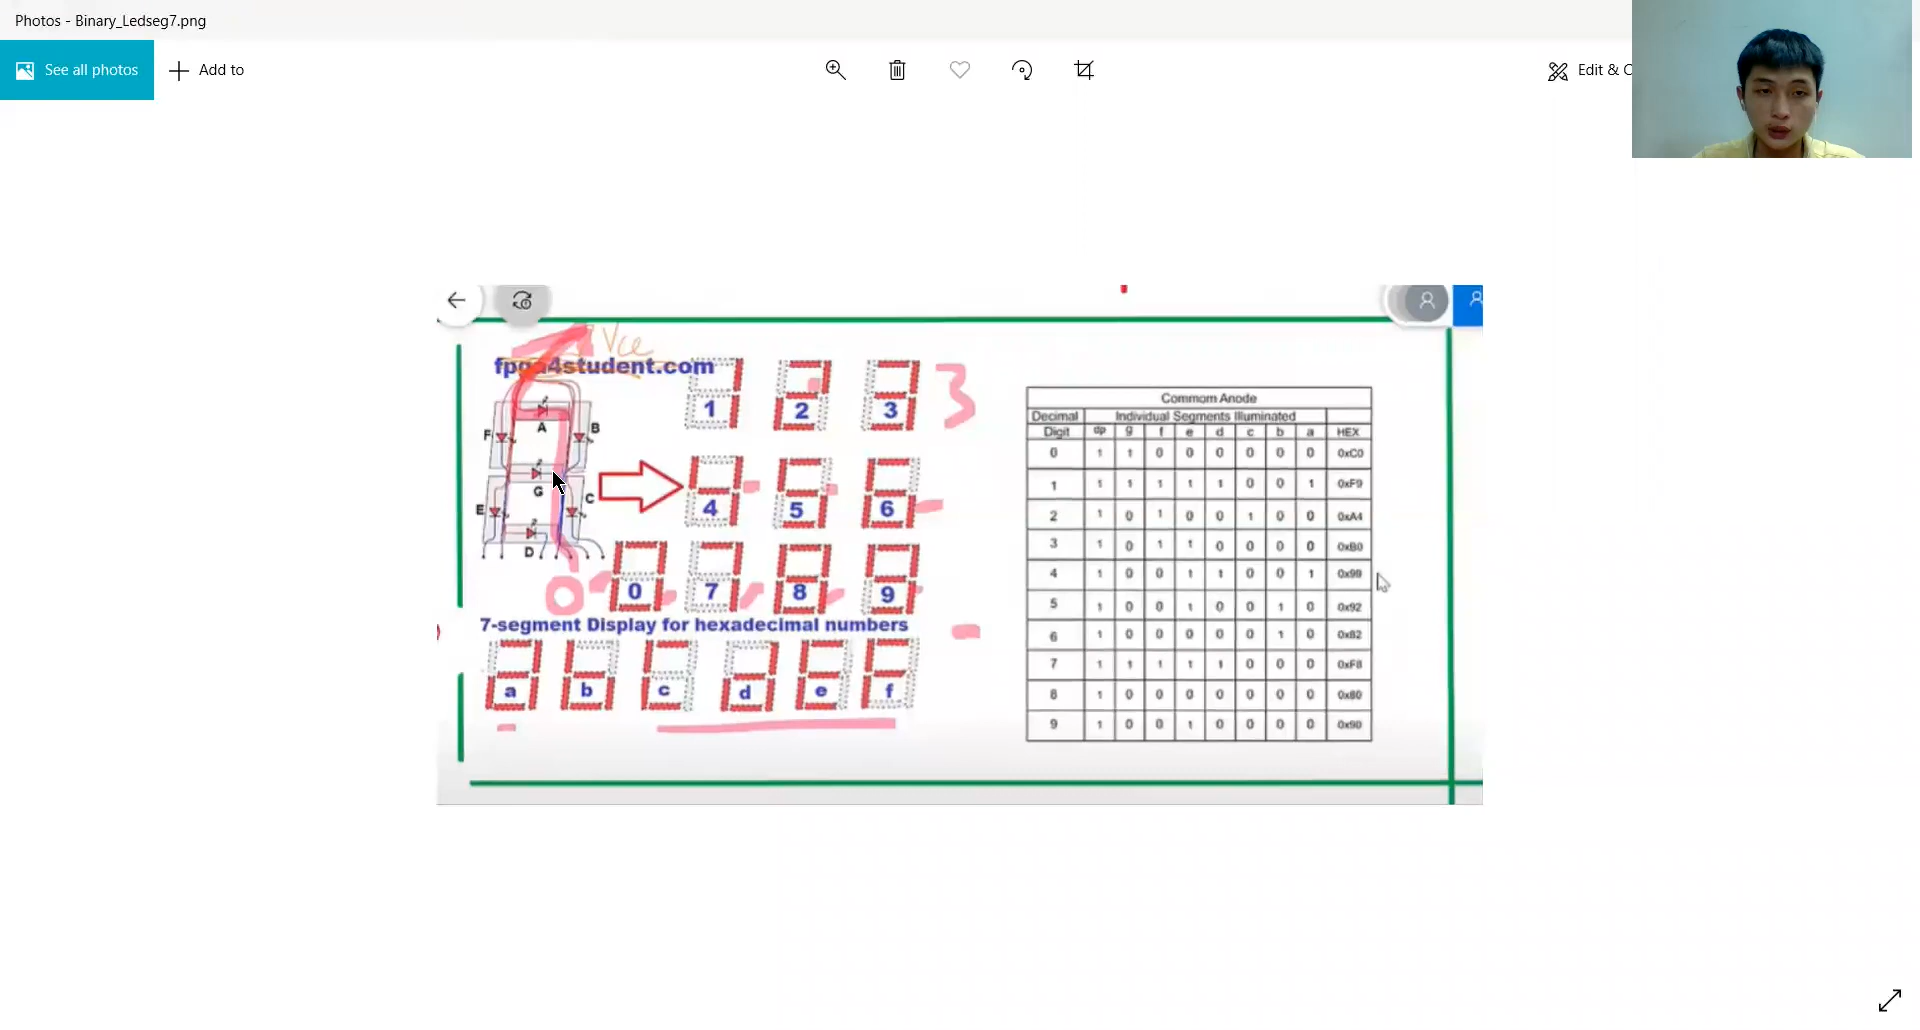 Photos - Binary_Ledseg7.png
See all photos
Add to
Edit & C
Vcc
fpga4student.com
1 2 3 3
A
F B
G
E C
D
4 5 6
0 0 7 8 9
7-segment Display for hexadecimal numbers
a b c d e f
Commom Anode
Decimal Individual Segments Illuminated
Digit dp g f e d c b a HEX
0 1 1 0 0 0 0 0 0 0xC0
1 1 1 1 1 1 0 0 1 0xF9
2 1 0 1 0 0 1 0 0 0xA4
3 1 0 1 1 0 0 0 0 0xB0
4 1 0 0 1 1 0 0 1 0x99
5 1 0 0 1 0 0 1 0 0x92
6 1 0 0 0 0 0 1 0 0x82
7 1 1 1 1 1 0 0 0 0xF8
8 1 0 0 0 0 0 0 0 0x80
9 1 0 0 1 0 0 0 0 0x90